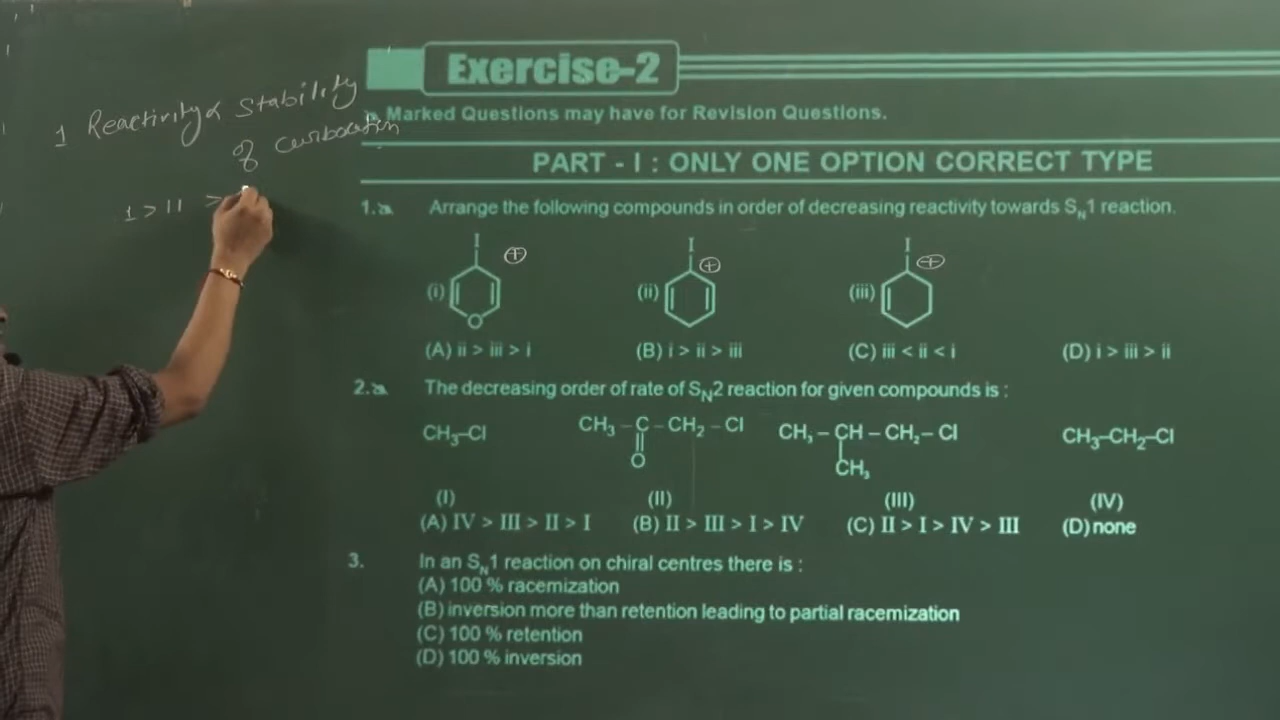 Exercise-2
Marked Questions may have for Revision Questions.
PART - I : ONLY ONE OPTION CORRECT TYPE
1 Reactivity ∝ Stability
of carbocation
I > II >
1. Arrange the following compounds in order of decreasing reactivity towards SN1 reaction.
I ⊕ I ⊕ I ⊕
(i) (ii) (iii)
O
(A) ii > iii > i (B) i > ii > iii (C) iii < ii < i (D) i > iii > ii
2. The decreasing order of rate of SN2 reaction for given compounds is :
CH3–Cl CH3 – C – CH2 – Cl CH3 – CH – CH2 – Cl CH3–CH2–Cl
O CH3
(I) (II) (III) (IV)
(A) IV > III > II > I (B) II > III > I > IV (C) II > I > IV > III (D) none
3. In an SN1 reaction on chiral centres there is :
(A) 100 % racemization
(B) inversion more than retention leading to partial racemization
(C) 100 % retention
(D) 100 % inversion